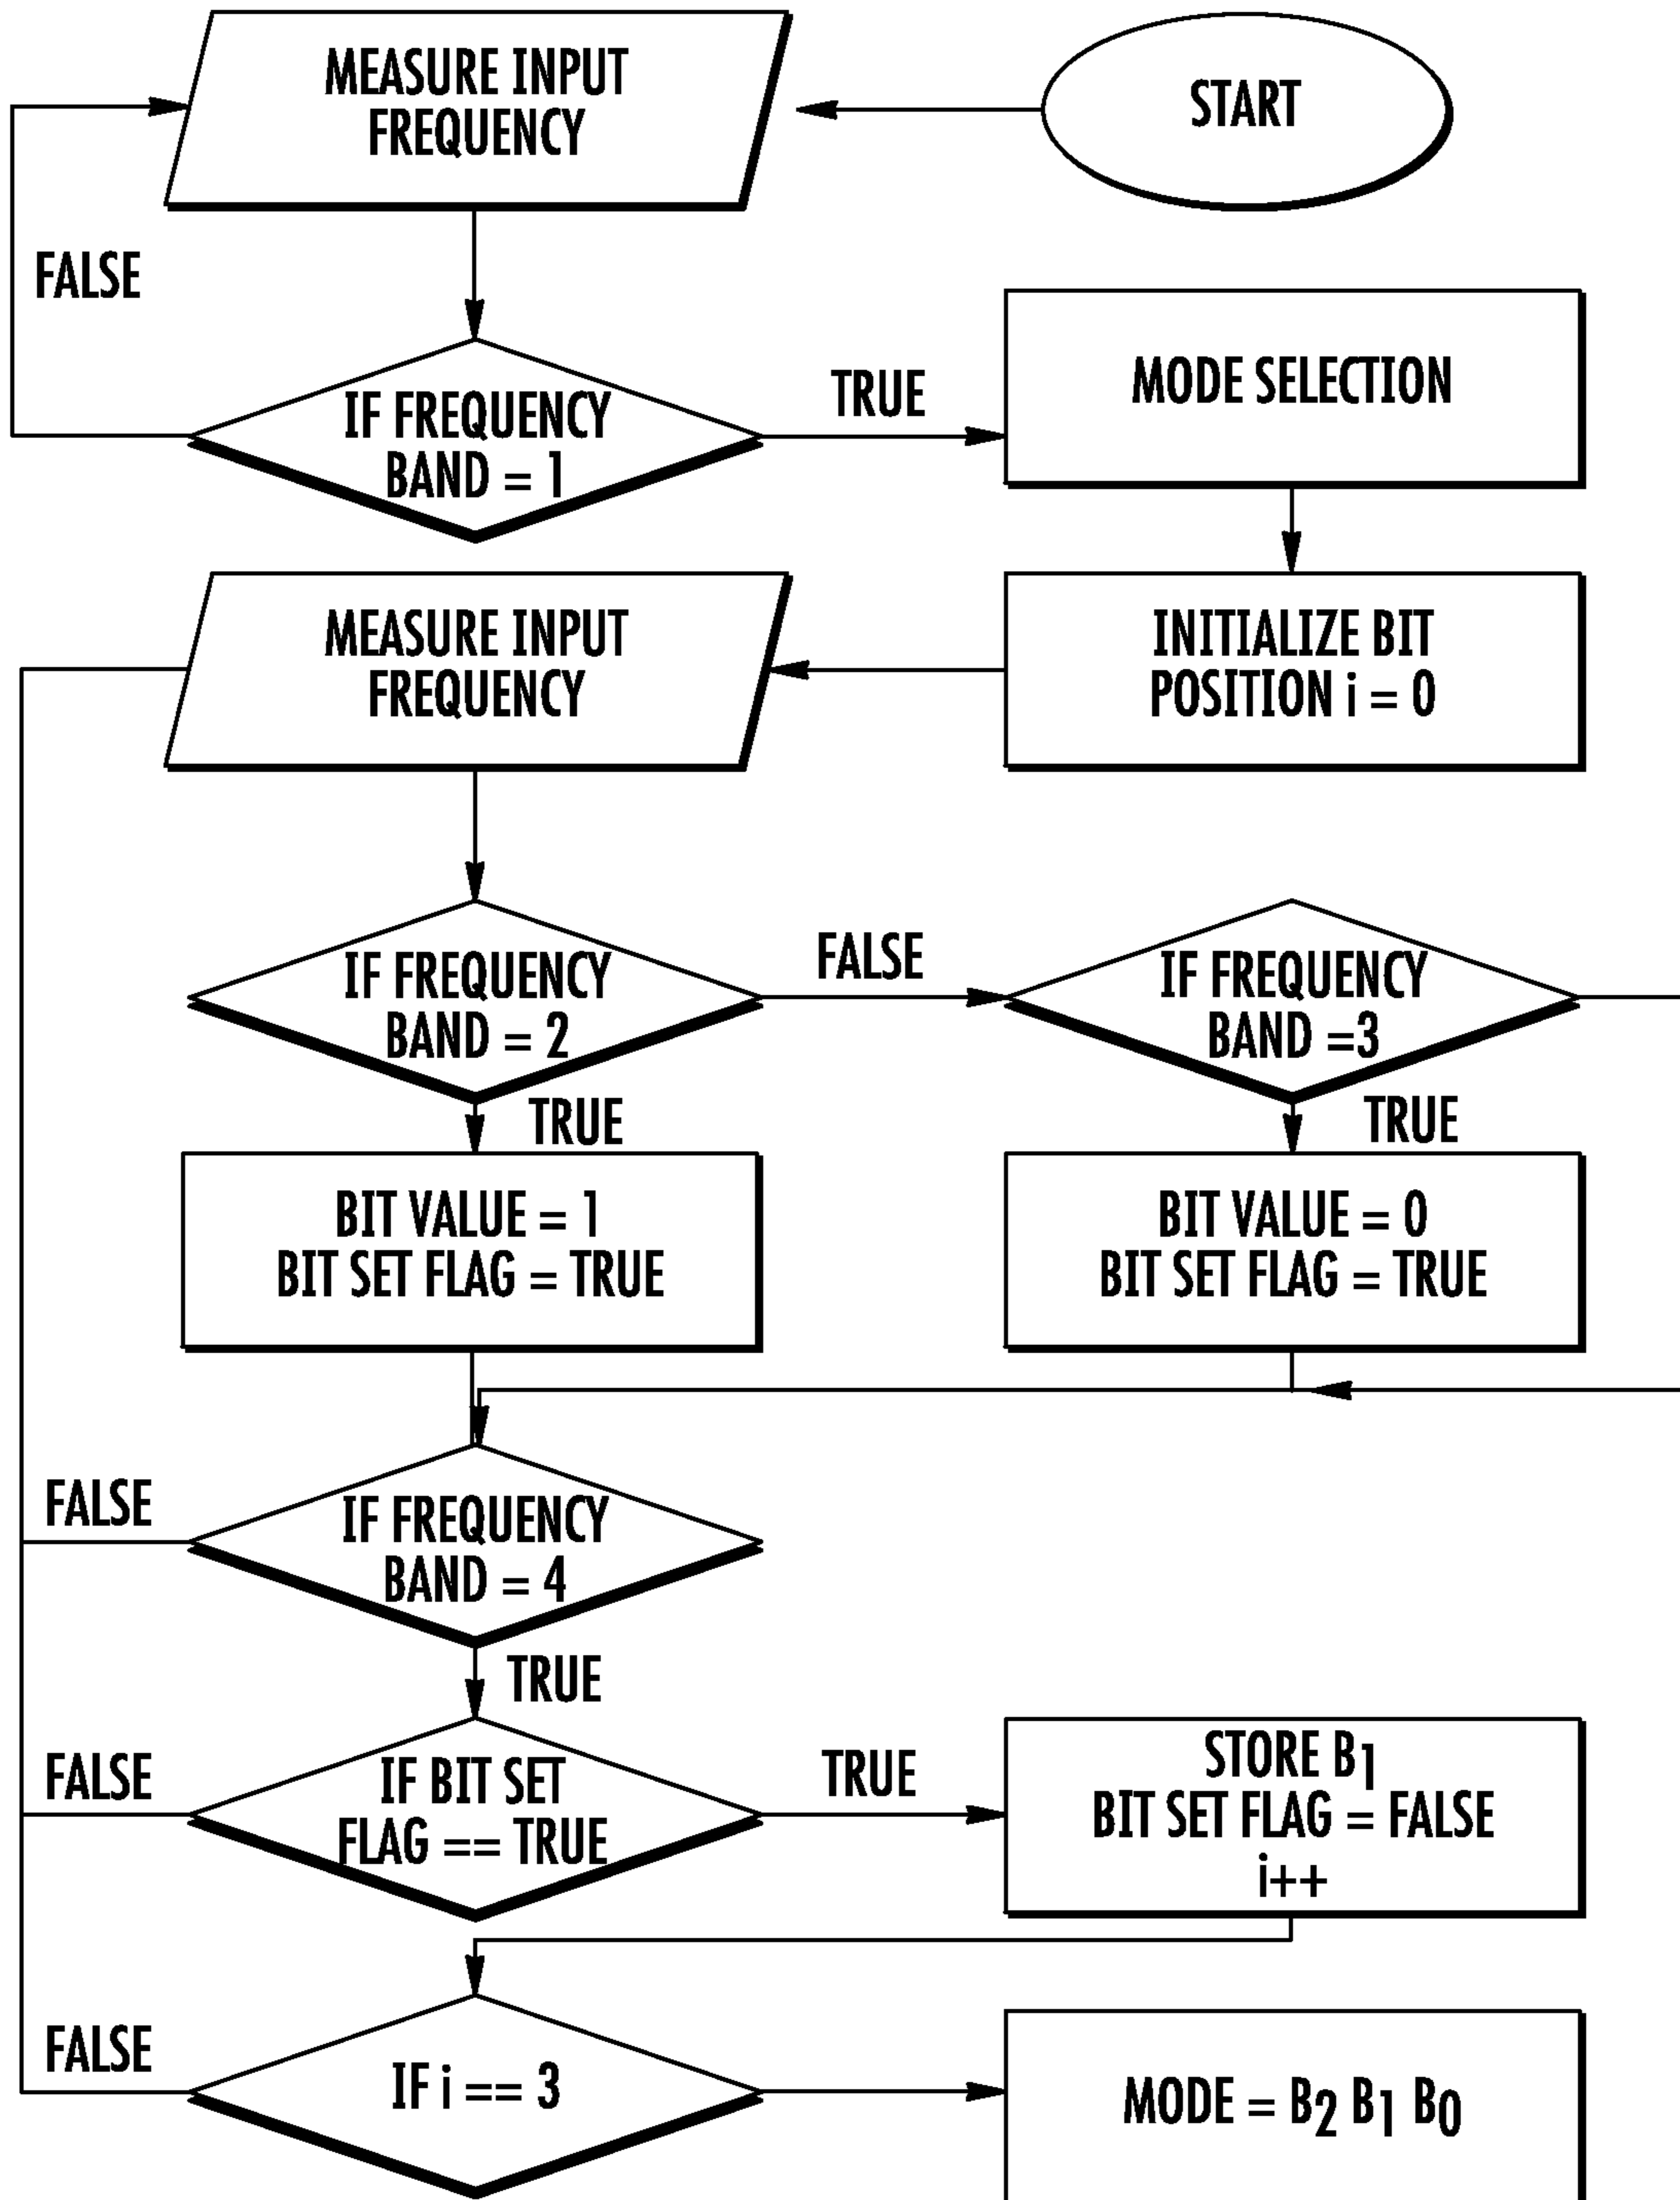 MEASURE INPUT
FREQUENCY
START
FALSE
IF FREQUENCY
BAND = 1
TRUE
MODE SELECTION
MEASURE INPUT
FREQUENCY
INITIALIZE BIT
POSITION i = 0
IF FREQUENCY
BAND = 2
FALSE
IF FREQUENCY
BAND =3
TRUE
TRUE
BIT VALUE = 1
BIT SET FLAG = TRUE
BIT VALUE = 0
BIT SET FLAG = TRUE
FALSE
IF FREQUENCY
BAND = 4
TRUE
FALSE
IF BIT SET
FLAG == TRUE
TRUE
STORE B1
BIT SET FLAG = FALSE
i++
FALSE
IF i == 3
MODE = B2 B1 B0